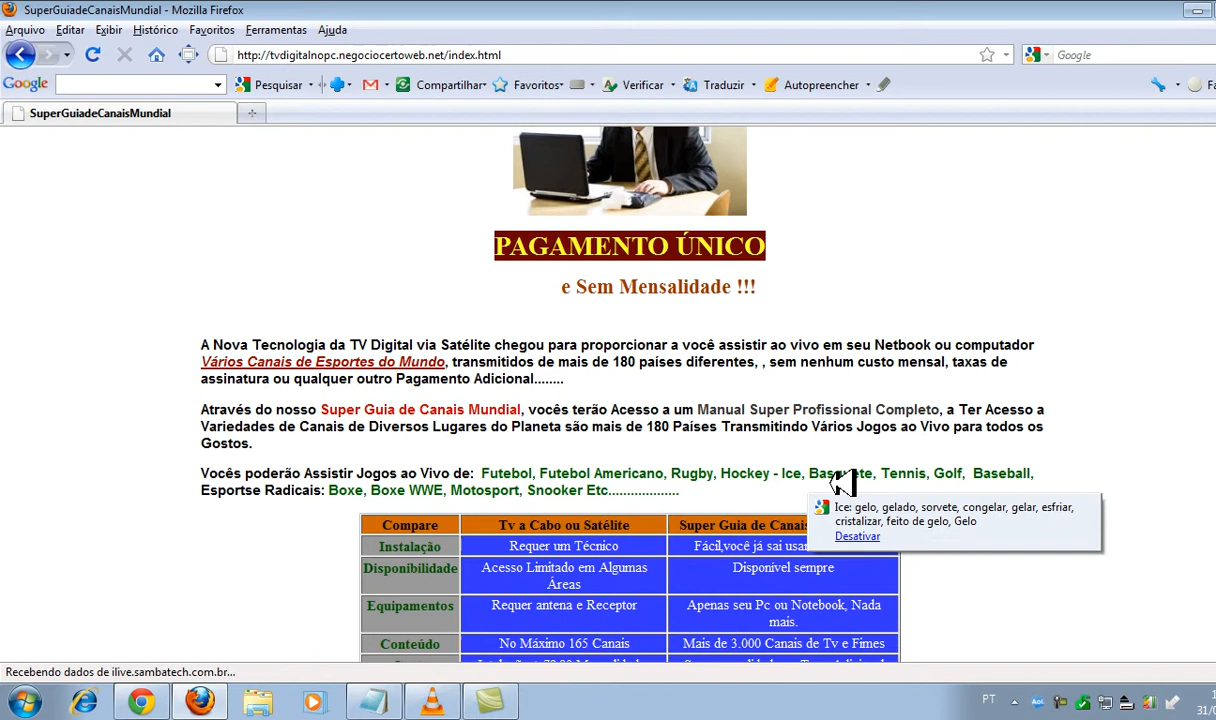 SuperGuiadeCanaisMundial - Mozilla Firefox
Arquivo Editar Exibir Histórico Favoritos Ferramentas Ajuda
http://tvdigitalnopc.negociocertoweb.net/index.html Google
Google Pesquisar Compartilhar Favoritos Verificar Traduzir Autopreencher
SuperGuiadeCanaisMundial
PAGAMENTO ÚNICO
e Sem Mensalidade !!!
A Nova Tecnologia da TV Digital via Satélite chegou para proporcionar a você assistir ao vivo em seu Netbook ou computador
Vários Canais de Esportes do Mundo, transmitidos de mais de 180 países diferentes, , sem nenhum custo mensal, taxas de
assinatura ou qualquer outro Pagamento Adicional........
Através do nosso Super Guia de Canais Mundial, vocês terão Acesso a um Manual Super Profissional Completo, a Ter Acesso a
Variedades de Canais de Diversos Lugares do Planeta são mais de 180 Países Transmitindo Vários Jogos ao Vivo para todos os
Gostos.
Vocês poderão Assistir Jogos ao Vivo de: Futebol, Futebol Americano, Rugby, Hockey - Ice, Basquete, Tennis, Golf, Baseball,
Esportse Radicais: Boxe, Boxe WWE, Motosport, Snooker Etc...................
Ice: gelo, gelado, sorvete, congelar, gelar, esfriar,
cristalizar, feito de gelo, Gelo
Desativar
Compare Tv a Cabo ou Satélite Super Guia de Canais
Instalação Requer um Técnico Fácil,você já sai
Disponibilidade Acesso Limitado em Algumas Áreas Disponivel sempre
Equipamentos Requer antena e Receptor Apenas seu Pc ou Notebook, Nada mais.
Conteúdo No Máximo 165 Canais Mais de 3.000 Canais de Tv e Fimes
Recebendo dados de ilive.sambatech.com.br...
PT